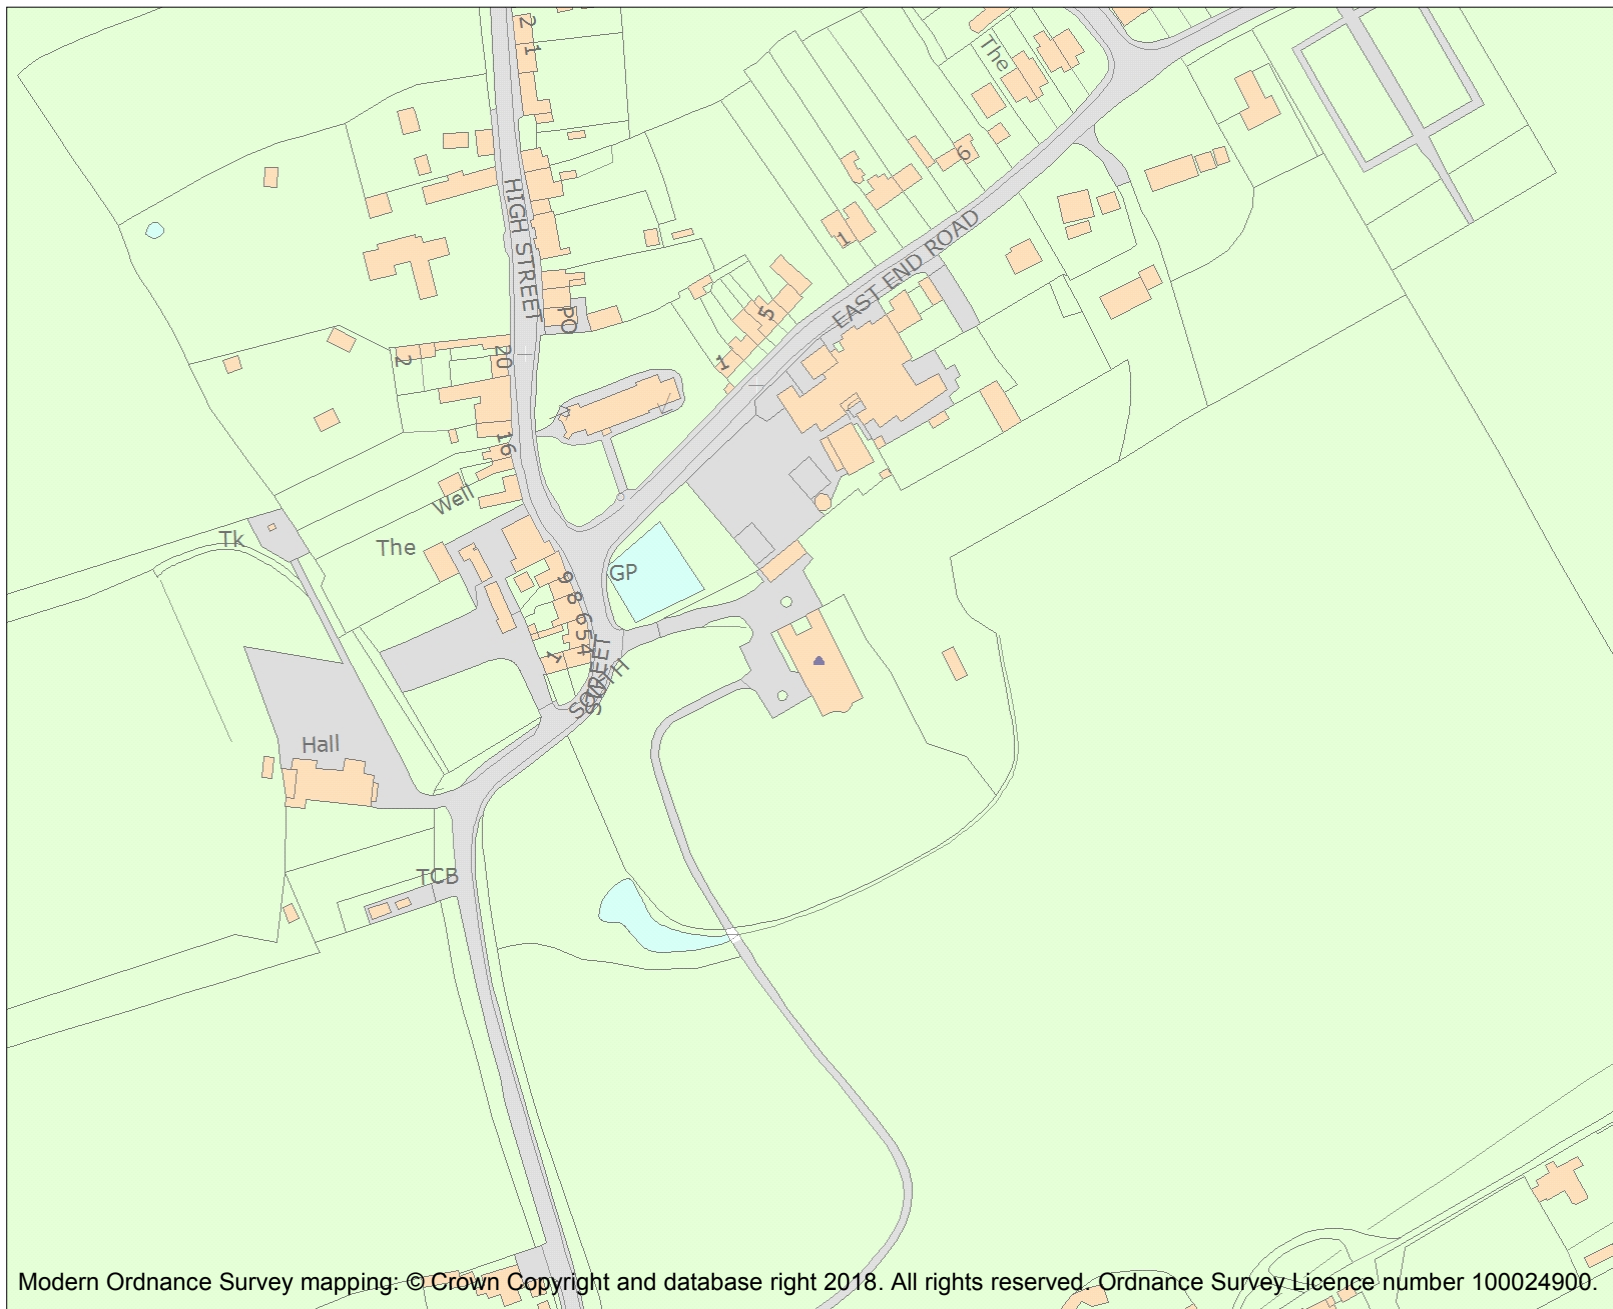 2
1
The
HIGH STREET
6
1
EAST END ROAD
PO
5
1
2
20
16
Well
The
Tk
GP
9
8
6
5
4
1
SOUTH
STREET
Hall
TCB
Modern Ordnance Survey mapping: © Crown Copyright and database right 2018. All rights reserved. Ordnance Survey Licence number 100024900.